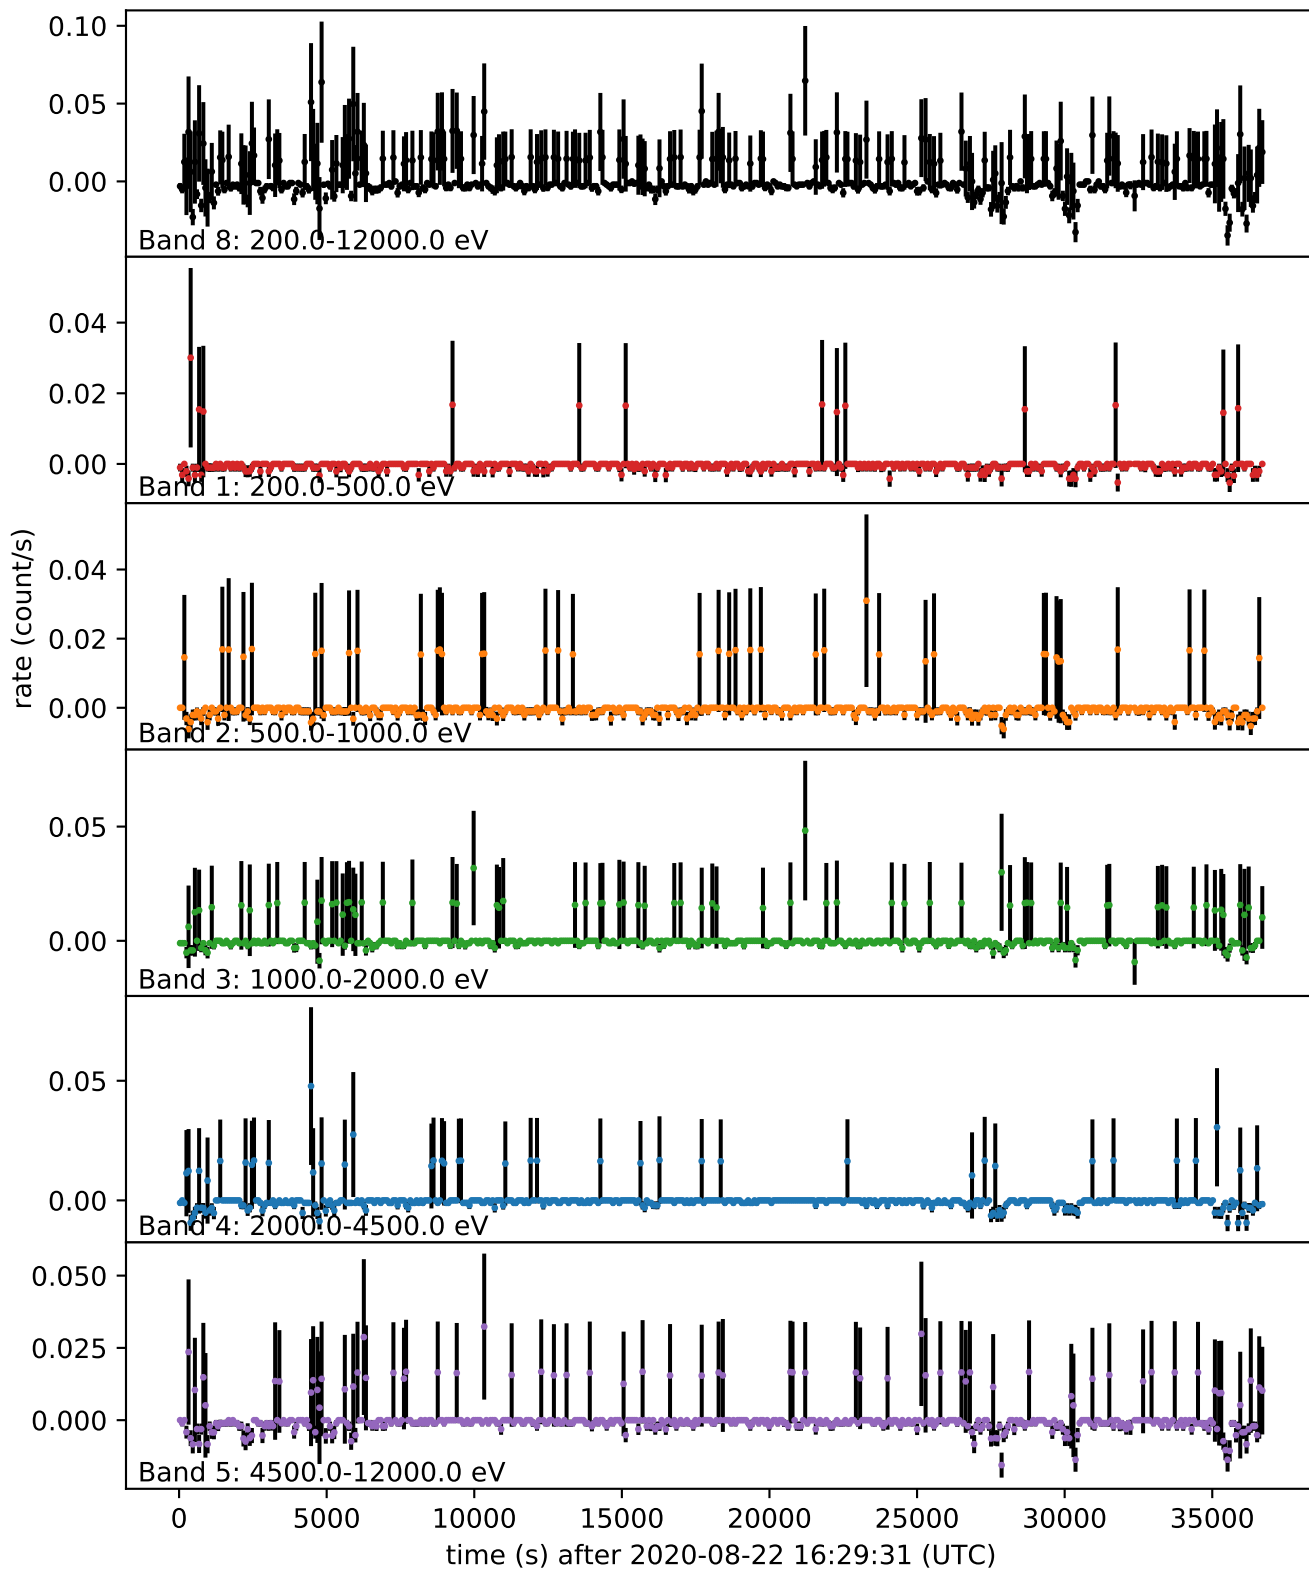 0.10
0.05
0.00
Band 8: 200.0-12000.0 eV
0.04
0.02
0.00
Band 1: 200.0-500.0 eV
0.04
0.02
0.00
Band 2: 500.0-1000.0 eV
rate (count/s)
0.05
0.00
Band 3: 1000.0-2000.0 eV
0.05
0.00
Band 4: 2000.0-4500.0 eV
0.050
0.025
0.000
Band 5: 4500.0-12000.0 eV
0 5000 10000 15000 20000 25000 30000 35000
time (s) after 2020-08-22 16:29:31 (UTC)